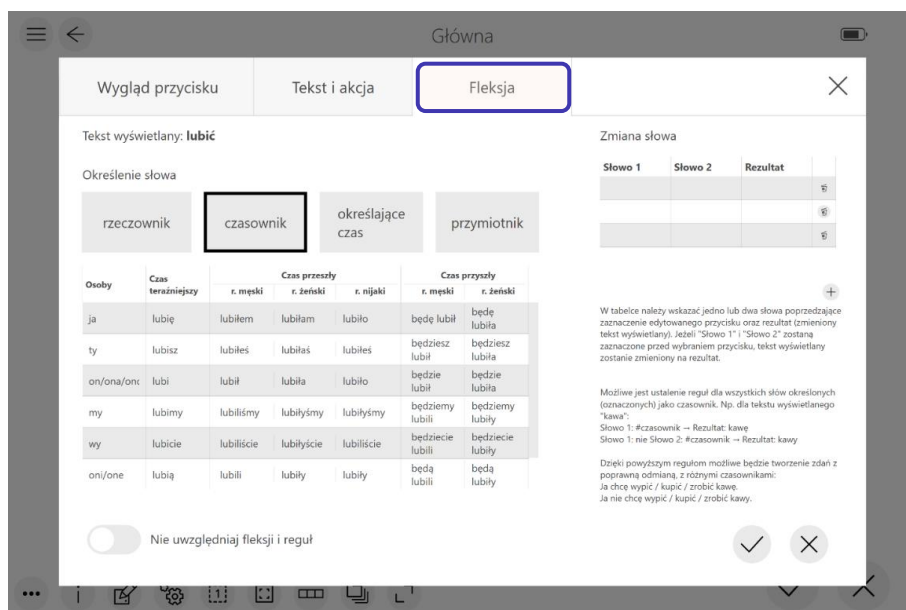 Główna
Wygląd przycisku Tekst i akcja Fleksja
Tekst wyświetlany: lubić
Określenie słowa
rzeczownik czasownik określające czas przymiotnik
Osoby Czas teraźniejszy Czas przeszły Czas przyszły
r. męski r. żeński r. nijaki r. męski r. żeński
ja lubię lubiłem lubiłam lubiło będę lubił będę lubiła
ty lubisz lubiłeś lubiłaś lubiłeś będziesz lubił będziesz lubiła
on/ona/ono lubi lubił lubiła lubiło będzie lubił będzie lubiła
my lubimy lubiliśmy lubiłyśmy lubiłyśmy będziemy lubili będziemy lubiły
wy lubicie lubiliście lubiłyście lubiliście będziecie lubili będziecie lubiły
oni/one lubią lubili lubiły lubiły będą lubili będą lubiły
Nie uwzględniaj fleksji i reguł
Zmiana słowa
Słowo 1 Słowo 2 Rezultat
W tabelce należy wskazać jedno lub dwa słowa poprzedzające
zaznaczenie edytowanego przycisku oraz rezultat (zmieniony
tekst wyświetlany). Jeżeli "Słowo 1" i "Słowo 2" zostaną
zaznaczone przed wybraniem przycisku, tekst wyświetlany
zostanie zmieniony na rezultat.
Możliwe jest ustalenie reguł dla wszystkich słów określonych
(oznaczonych) jako czasownik. Np. dla tekstu wyświetlanego
"kawa":
Słowo 1: #czasownik → Rezultat: kawę
Słowo 1: nie Słowo 2: #czasownik → Rezultat: kawy
Dzięki powyższym regułom możliwe będzie tworzenie zdań z
poprawną odmianą, z różnymi czasownikami:
Ja chcę wypić / kupić / zrobić kawę.
Ja nie chcę wypić / kupić / zrobić kawy.